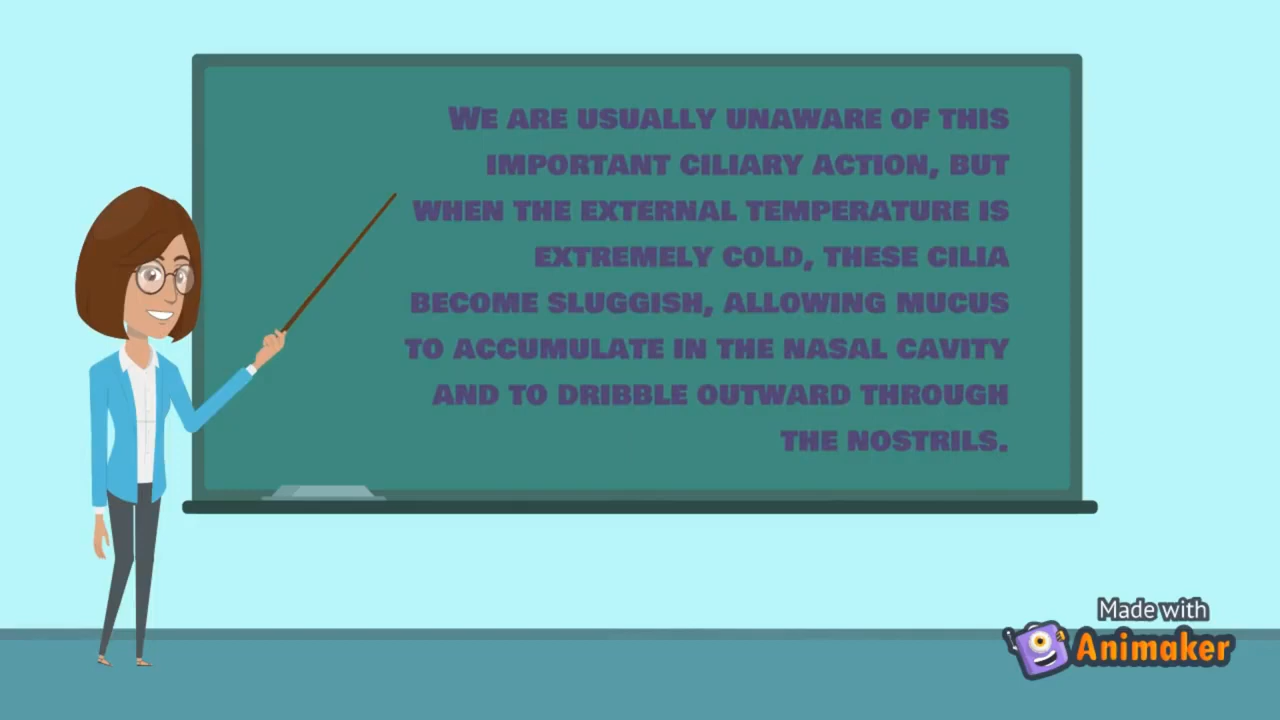 We are usually unaware of this
important ciliary action, but
when the external temperature is
extremely cold, these cilia
become sluggish, allowing mucus
to accumulate in the nasal cavity
and to dribble outward through
the nostrils.
Made with
Animaker